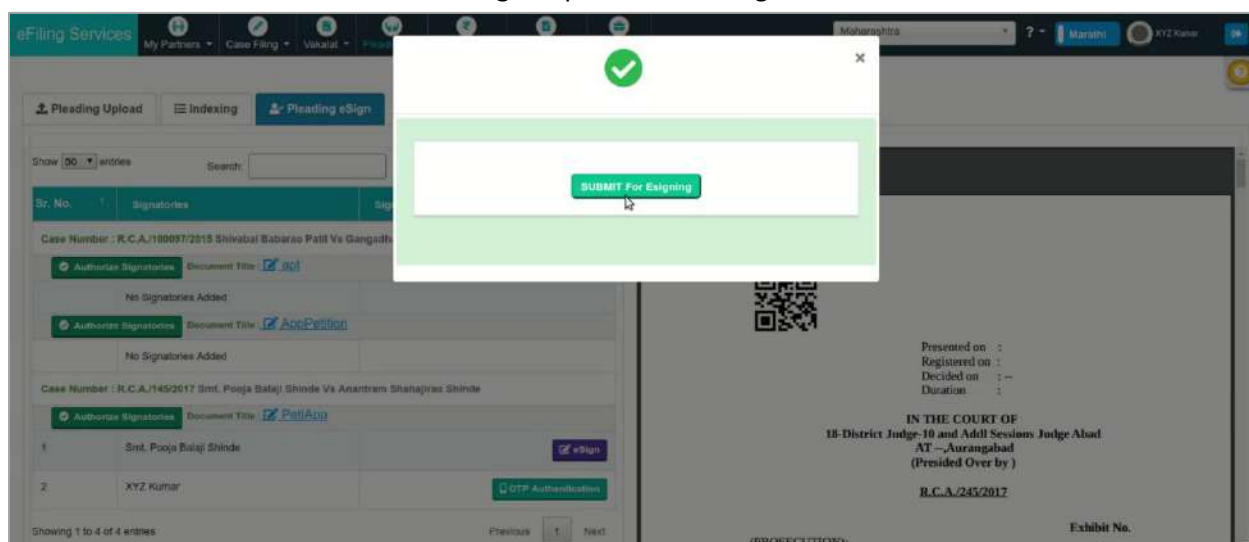 eFiling Services
My Partners
Case Filing
Vakalat
Maharashtra
?
Marathi
XYZ Kumar
×
Pleading Upload
Indexing
Pleading eSign
Show 50 entries
Search:
SUBMIT For Esigning
Sr. No.
Signatories
Case Number : R.C.A./100097/2015 Shivabai Babarao Patil Vs
Authorize Signatories Document Title : apt
No Signatories Added
Authorize Signatories Document Title : AppPetition
No Signatories Added
Case Number : R.C.A./145/2017 Smt. Pooja Balaji Shinde Vs Anantram Shahajirao Shinde
Authorize Signatories Document Title : PetiApp
1 Smt. Pooja Balaji Shinde eSign
2 XYZ Kumar OTP Authentication
Showing 1 to 4 of 4 entries
Previous 1 Next
Presented on :
Registered on :
Decided on : --
Duration :
IN THE COURT OF
18-District Judge-10 and Addl Sessions Judge Abad
AT --,Aurangabad
(Presided Over by )
R.C.A./245/2017
Exhibit No.